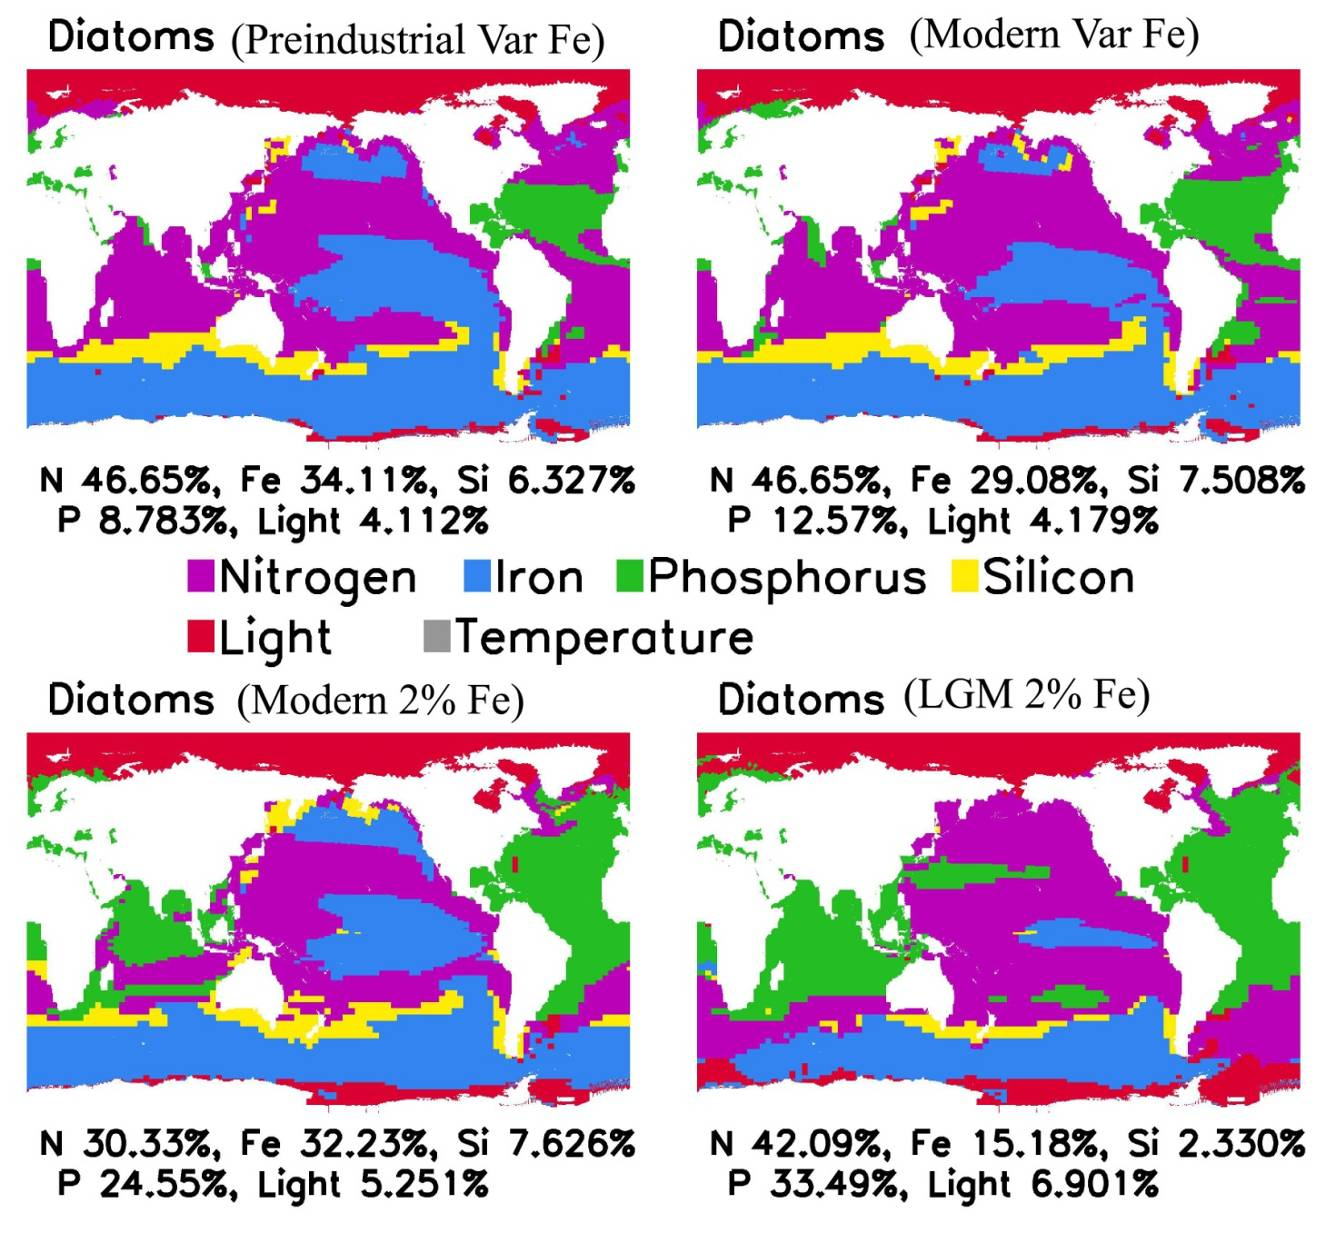 Diatoms (Preindustrial Var Fe)
Diatoms (Modern Var Fe)
N 46.65%, Fe 34.11%, Si 6.327%
P 8.783%, Light 4.112%
N 46.65%, Fe 29.08%, Si 7.508%
P 12.57%, Light 4.179%
Nitrogen Iron Phosphorus Silicon
Light Temperature
Diatoms (Modern 2% Fe)
Diatoms (LGM 2% Fe)
N 30.33%, Fe 32.23%, Si 7.626%
P 24.55%, Light 5.251%
N 42.09%, Fe 15.18%, Si 2.330%
P 33.49%, Light 6.901%